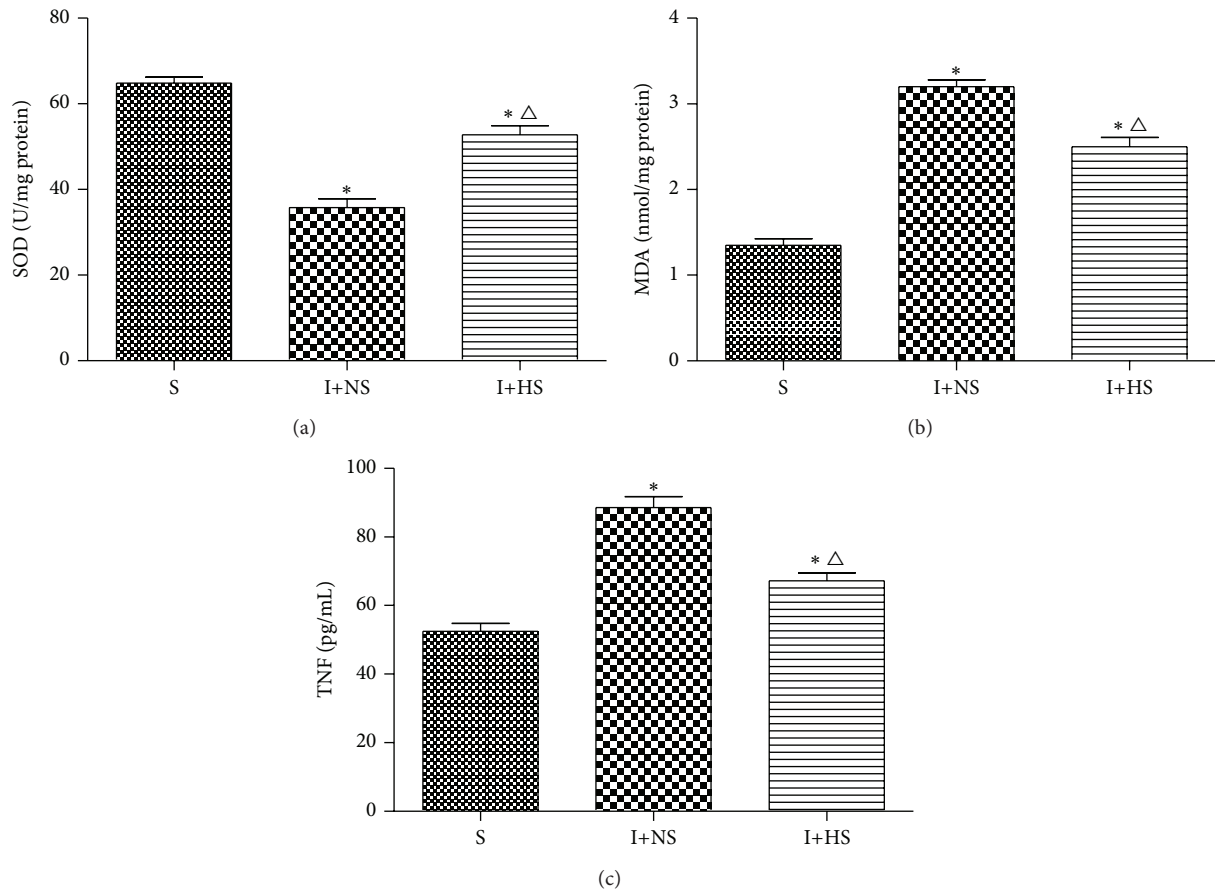 SOD (U/mg protein)
80
60
40
20
0
*
* △
S
I+NS
I+HS
(a)
MDA (nmol/mg protein)
4
3
2
1
0
*
* △
S
I+NS
I+HS
(b)
TNF (pg/mL)
100
80
60
40
20
0
*
* △
S
I+NS
I+HS
(c)